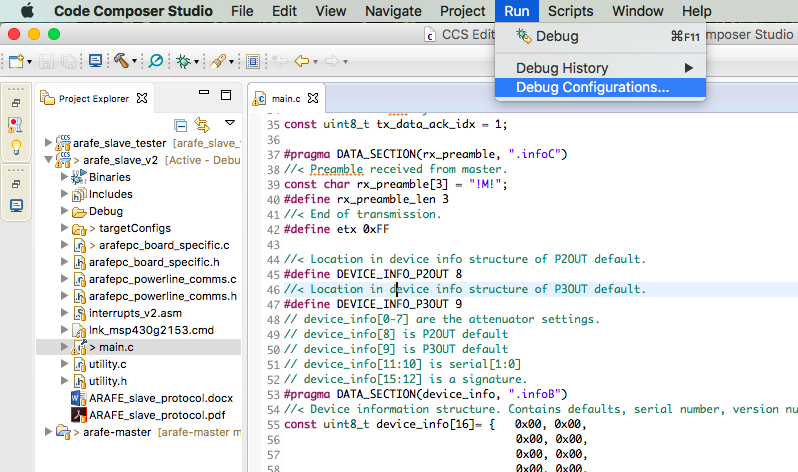 Code Composer Studio File Edit View Navigate Project Run Scripts Window Help
CCS Edit
mposer Studio
Debug ⌘F11
Debug History
Debug Configurations...
Project Explorer
main.c
arafe_slave_tester [arafe_slave_
> arafe_slave_v2 [Active - Debu
Binaries
Includes
Debug
> targetConfigs
> arafepc_board_specific.c
arafepc_board_specific.h
arafepc_powerline_comms.c
arafepc_powerline_comms.h
interrupts_v2.asm
lnk_msp430g2153.cmd
> main.c
utility.c
utility.h
ARAFE_slave_protocol.docx
ARAFE_slave_protocol.pdf
> arafe-master [arafe-master m
35 const uint8_t tx_data_ack_idx = 1;
36
37 #pragma DATA_SECTION(rx_preamble, ".infoC")
38 //< Preamble received from master.
39 const char rx_preamble[3] = "!M!";
40 #define rx_preamble_len 3
41 //< End of transmission.
42 #define etx 0xFF
43
44 //< Location in device info structure of P2OUT default.
45 #define DEVICE_INFO_P2OUT 8
46 //< Location in device info structure of P3OUT default.
47 #define DEVICE_INFO_P3OUT 9
48 // device_info[0-7] are the attenuator settings.
49 // device_info[8] is P2OUT default
50 // device_info[9] is P3OUT default
51 // device_info[11:10] is serial[1:0]
52 // device_info[15:12] is a signature.
53 #pragma DATA_SECTION(device_info, ".infoB")
54 //< Device information structure. Contains defaults, serial number, version nu
55 const uint8_t device_info[16]= { 0x00, 0x00,
56 0x00, 0x00,
57 0x00, 0x00,
58 0x00, 0x00,